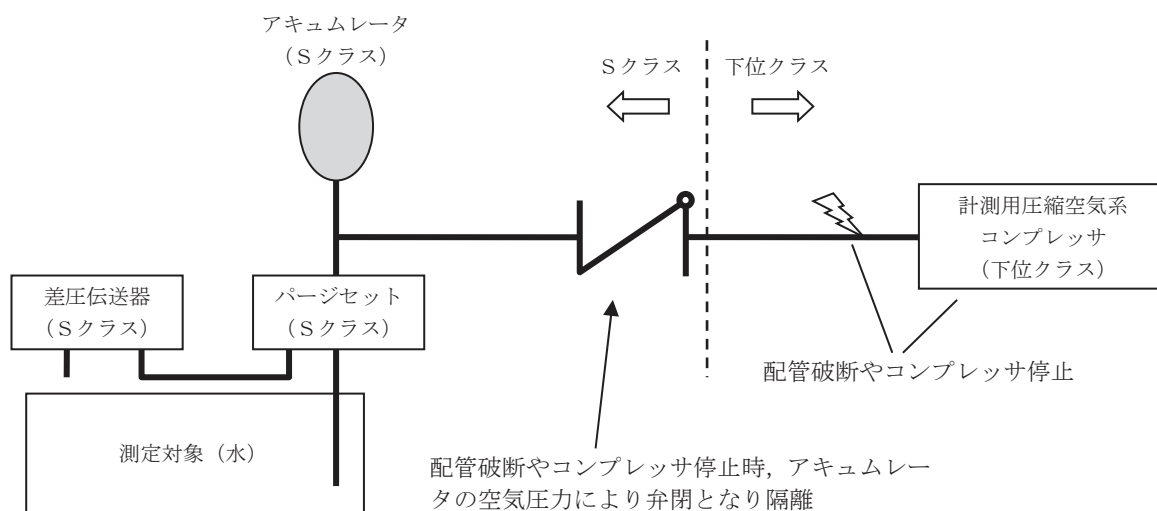 アキュムレータ
（Ｓクラス）
Ｓクラス
下位クラス
計測用圧縮空気系
コンプレッサ
（下位クラス）
差圧伝送器
（Ｓクラス）
パージセット
（Ｓクラス）
配管破断やコンプレッサ停止
測定対象（水）
配管破断やコンプレッサ停止時，アキュムレー
タの空気圧力により弁閉となり隔離